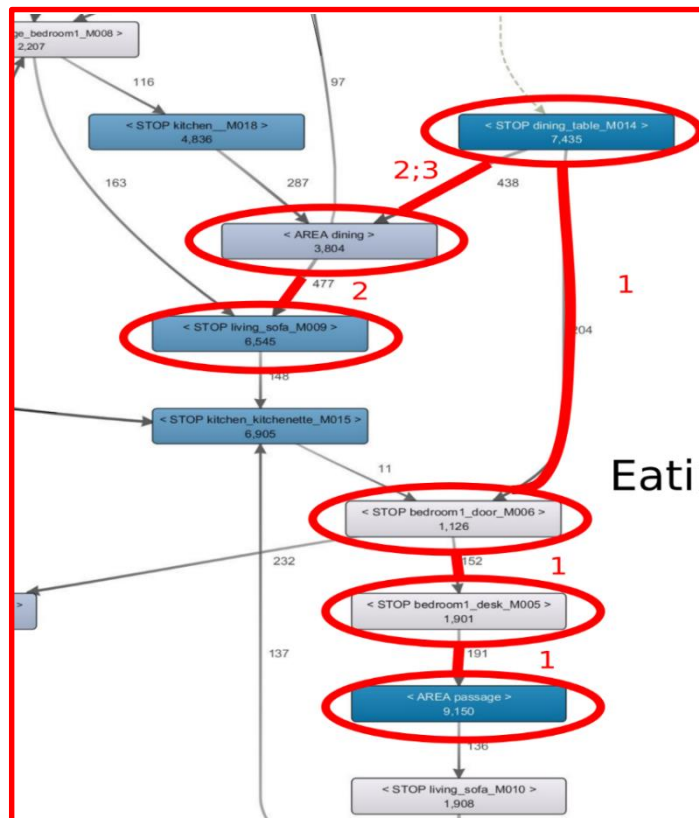 ge_bedroom1_M008 >
2,207
116
97
< STOP kitchen__M018 >
4,836
< STOP dining_table_M014 >
7,435
163
287
2;3
438
< AREA dining >
3,804
477
2
1
< STOP living_sofa_M009 >
6,545
204
148
< STOP kitchen_kitchenette_M015 >
6,905
11
Eati
< STOP bedroom1_door_M006 >
1,126
232
152
1
>
< STOP bedroom1_desk_M005 >
1,901
137
191
1
< AREA passage >
9,150
136
< STOP living_sofa_M010 >
1,908